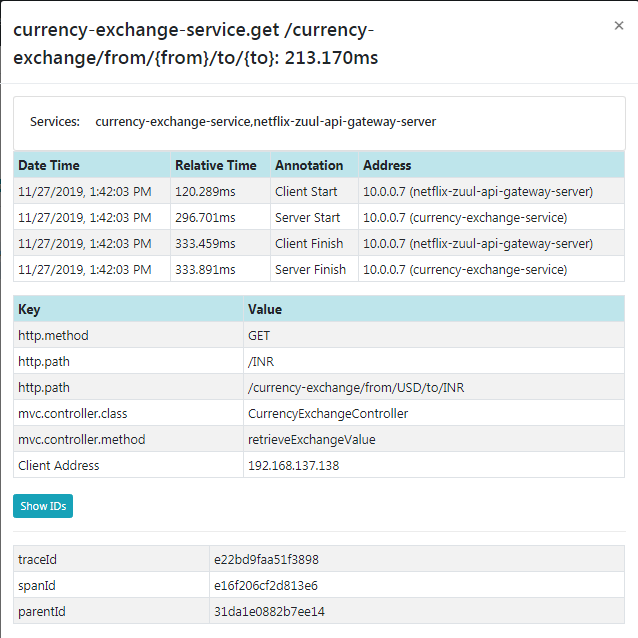 currency-exchange-service.get /currency-
exchange/from/{from}/to/{to}: 213.170ms
×
Services: currency-exchange-service,netflix-zuul-api-gateway-server
Date Time Relative Time Annotation Address
11/27/2019, 1:42:03 PM 120.289ms Client Start 10.0.0.7 (netflix-zuul-api-gateway-server)
11/27/2019, 1:42:03 PM 296.701ms Server Start 10.0.0.7 (currency-exchange-service)
11/27/2019, 1:42:03 PM 333.459ms Client Finish 10.0.0.7 (netflix-zuul-api-gateway-server)
11/27/2019, 1:42:03 PM 333.891ms Server Finish 10.0.0.7 (currency-exchange-service)
Key Value
http.method GET
http.path /INR
http.path /currency-exchange/from/USD/to/INR
mvc.controller.class CurrencyExchangeController
mvc.controller.method retrieveExchangeValue
Client Address 192.168.137.138
Show IDs
traceId e22bd9faa51f3898
spanId e16f206cf2d813e6
parentId 31da1e0882b7ee14